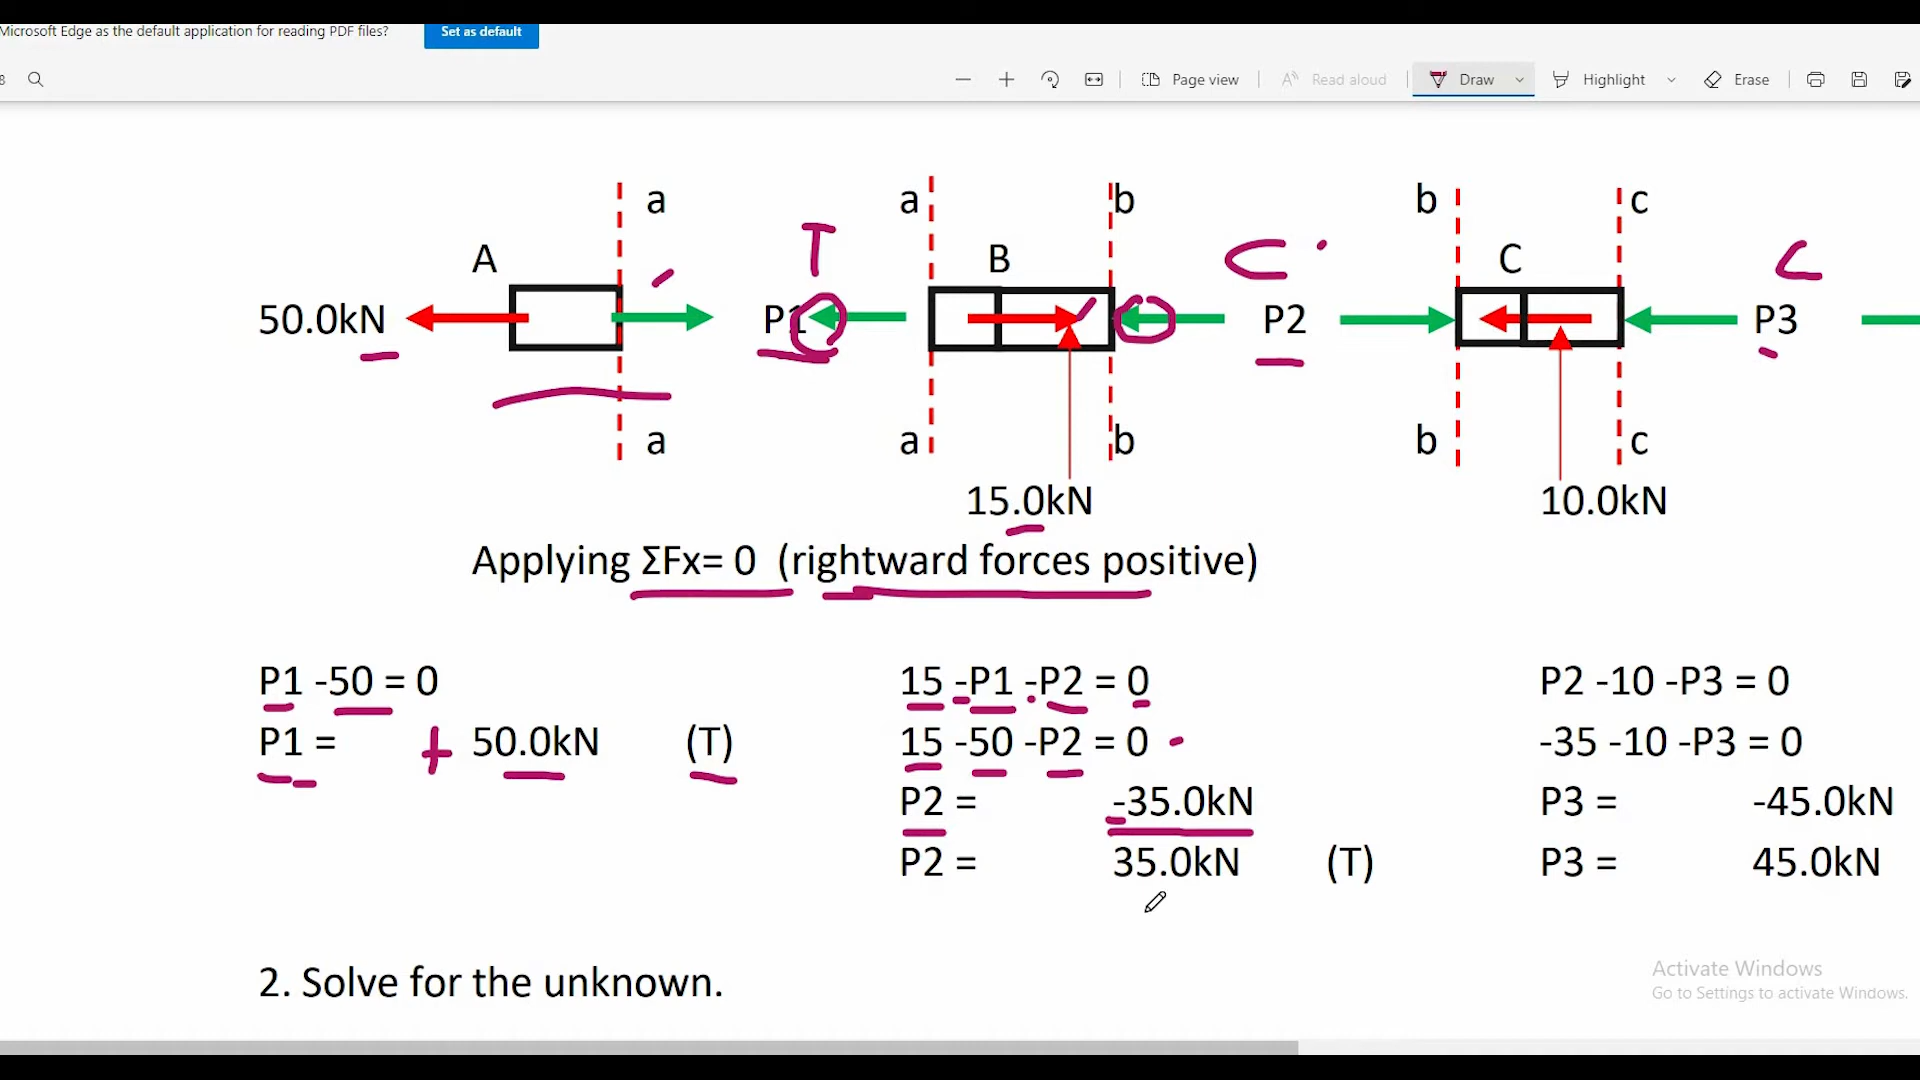 Microsoft Edge as the default application for reading PDF files? Set as default
8 Page view Read aloud Draw Highlight Erase
a a b b c
T
A B C C C
50.0kN P1 P2 P3
a a b b c
15.0kN 10.0kN
Applying ΣFx= 0 (rightward forces positive)
P1 -50 = 0 15 -P1 -P2 = 0 P2 -10 -P3 = 0
P1 = + 50.0kN (T) 15 -50 -P2 = 0 -35 -10 -P3 = 0
P2 = -35.0kN P3 = -45.0kN
P2 = 35.0kN (T) P3 = 45.0kN
2. Solve for the unknown.
Activate Windows
Go to Settings to activate Windows.